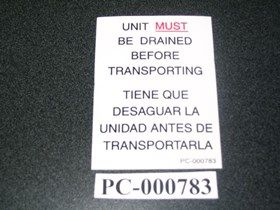 UNIT MUST
BE DRAINED
BEFORE
TRANSPORTING
TIENE QUE
DESAGUAR LA
UNIDAD ANTES DE
TRANSPORTARLA
PC-000783
PC-000783